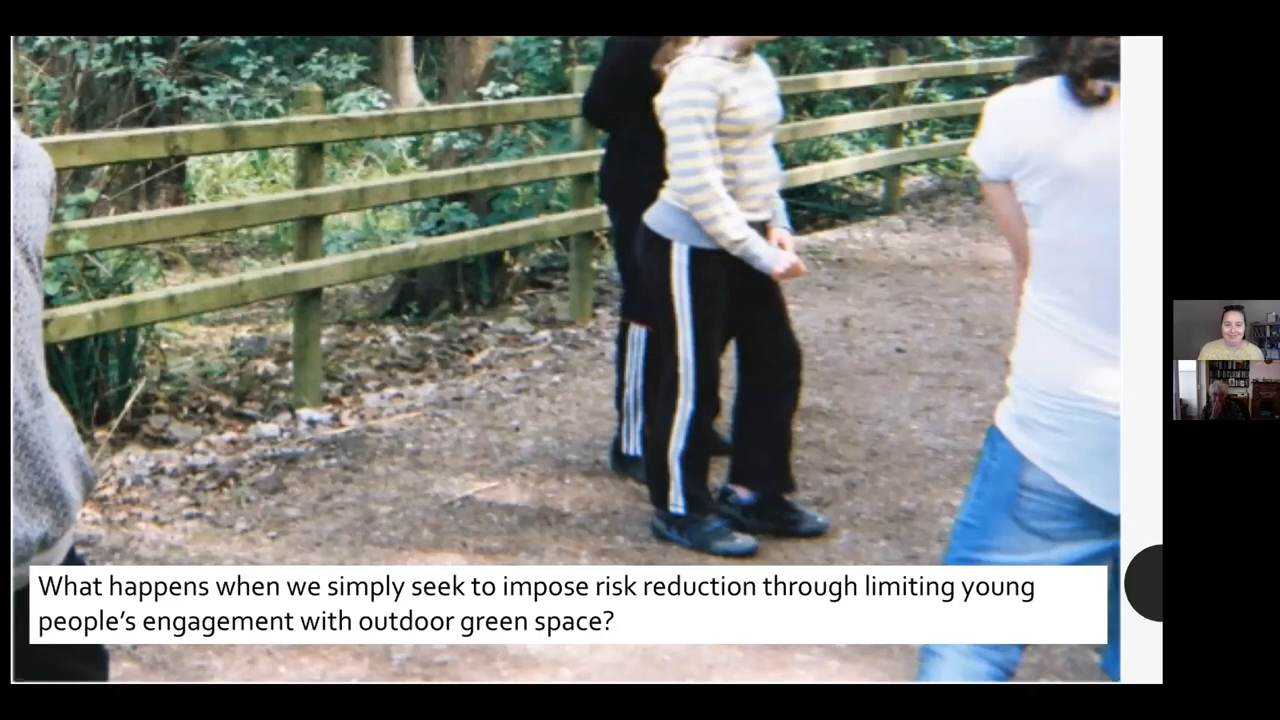 What happens when we simply seek to impose risk reduction through limiting young
people’s engagement with outdoor green space?